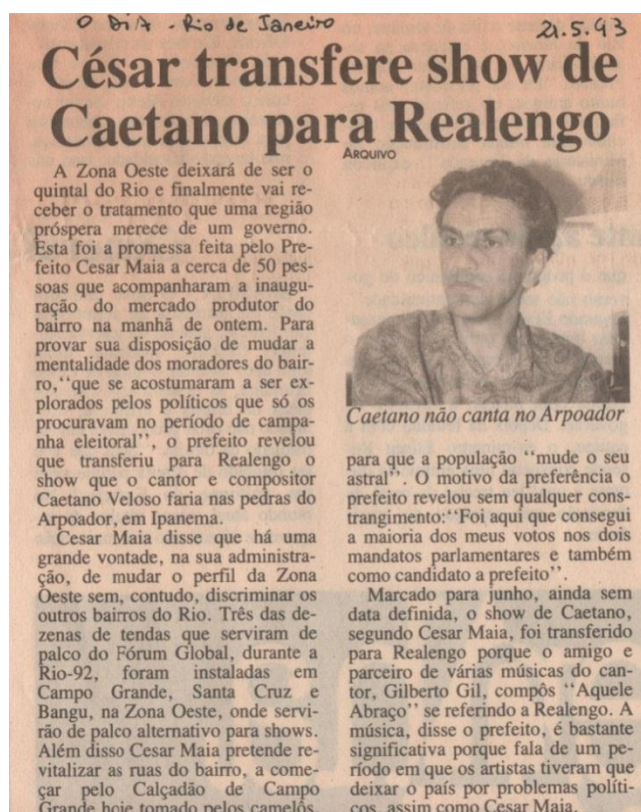 O DIA - Rio de Janeiro
21.5.93
César transfere show de
Caetano para Realengo
ARQUIVO
A Zona Oeste deixará de ser o
quintal do Rio e finalmente vai re-
ceber o tratamento que uma região
próspera merece de um governo.
Esta foi a promessa feita pelo Pre-
feito Cesar Maia a cerca de 50 pes-
soas que acompanharam a inaugu-
ração do mercado produtor do
bairro na manhã de ontem. Para
provar sua disposição de mudar a
mentalidade dos moradores do bair-
ro,‘‘que se acostumaram a ser ex-
plorados pelos políticos que só os
procuravam no período de campa-
nha eleitoral’’, o prefeito revelou
que transferiu para Realengo o
show que o cantor e compositor
Caetano Veloso faria nas pedras do
Arpoador, em Ipanema.
Cesar Maia disse que há uma
grande vontade, na sua administra-
ção, de mudar o perfil da Zona
Oeste sem, contudo, discriminar os
outros bairros do Rio. Três das de-
zenas de tendas que serviram de
palco do Fórum Global, durante a
Rio-92, foram instaladas em
Campo Grande, Santa Cruz e
Bangu, na Zona Oeste, onde servi-
rão de palco alternativo para shows.
Além disso Cesar Maia pretende re-
vitalizar as ruas do bairro, a come-
çar pelo Calçadão de Campo
Grande hoje tomado pelos camelôs,
Caetano não canta no Arpoador
para que a população ‘‘mude o seu
astral’’. O motivo da preferência o
prefeito revelou sem qualquer cons-
trangimento:‘‘Foi aqui que consegui
a maioria dos meus votos nos dois
mandatos parlamentares e também
como candidato a prefeito’’.
Marcado para junho, ainda sem
data definida, o show de Caetano,
segundo Cesar Maia, foi transferido
para Realengo porque o amigo e
parceiro de várias músicas do can-
tor, Gilberto Gil, compôs ‘‘Aquele
Abraço’’ se referindo a Realengo. A
música, disse o prefeito, é bastante
significativa porque fala de um pe-
ríodo em que os artistas tiveram que
deixar o país por problemas políti-
cos, assim como Cesar Maia.